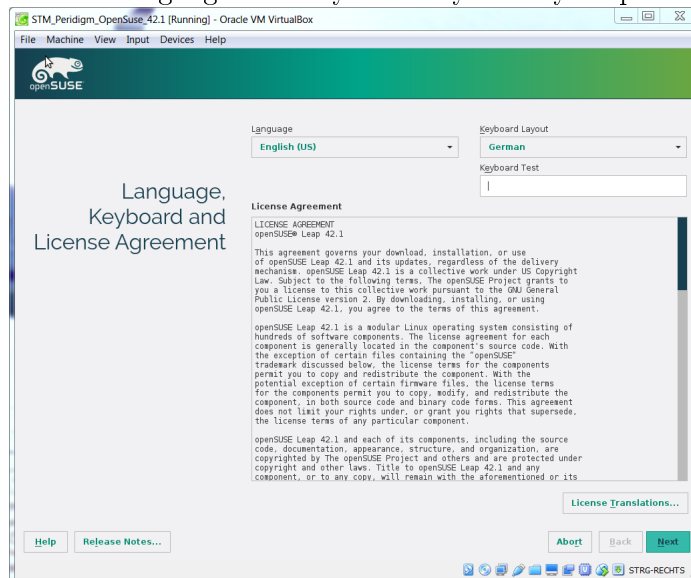 STM_Peridigm_OpenSuse_42.1 [Running] - Oracle VM VirtualBox
File Machine View Input Devices Help
openSUSE
Language Keyboard Layout
English (US) German
Keyboard Test
Language,
Keyboard and
License Agreement
License Agreement
LICENSE AGREEMENT
openSUSE® Leap 42.1
This agreement governs your download, installation, or use
of openSUSE Leap 42.1 and its updates, regardless of the delivery
mechanism. openSUSE Leap 42.1 is a collective work under US Copyright
Law. Subject to the following terms, The openSUSE Project grants to
you a license to this collective work pursuant to the GNU General
Public License version 2. By downloading, installing, or using
openSUSE Leap 42.1, you agree to the terms of this agreement.
openSUSE Leap 42.1 is a modular Linux operating system consisting of
hundreds of software components. The license agreement for each
component is generally located in the component's source code. With
the exception of certain files containing the "openSUSE"
trademark discussed below, the license terms for the components
permit you to copy and redistribute the component. With the
potential exception of certain firmware files, the license terms
for the components permit you to copy, modify, and redistribute the
component, in both source code and binary code forms. This agreement
does not limit your rights under, or grant you rights that supersede,
the license terms of any particular component.
openSUSE Leap 42.1 and each of its components, including the source
code, documentation, appearance, structure, and organization, are
copyrighted by The openSUSE Project and others and are protected under
copyright and other laws. Title to openSUSE Leap 42.1 and any
component, or to any copy, will remain with the aforementioned or its
License Translations...
Help Release Notes... Abort Back Next
STRG-RECHTS